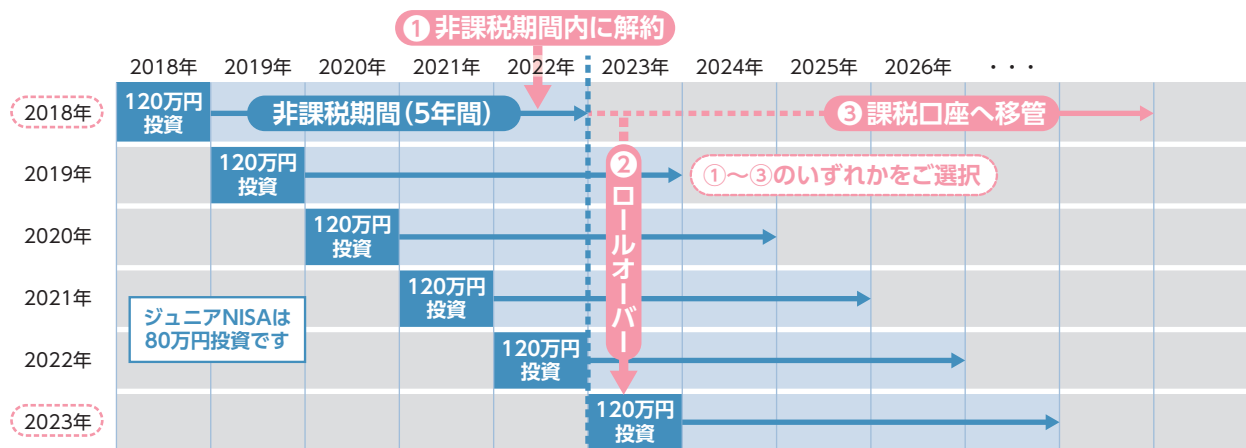 ① 非課税期間内に解約
2018年 2019年 2020年 2021年 2022年 2023年 2024年 2025年 2026年 ・・・
2018年
120万円
投資
非課税期間(5年間)
③ 課税口座へ移管
2019年
120万円
投資
② ロールオーバー
①〜③のいずれかをご選択
2020年
120万円
投資
2021年
120万円
投資
ジュニアNISAは
80万円投資です
2022年
120万円
投資
2023年
120万円
投資